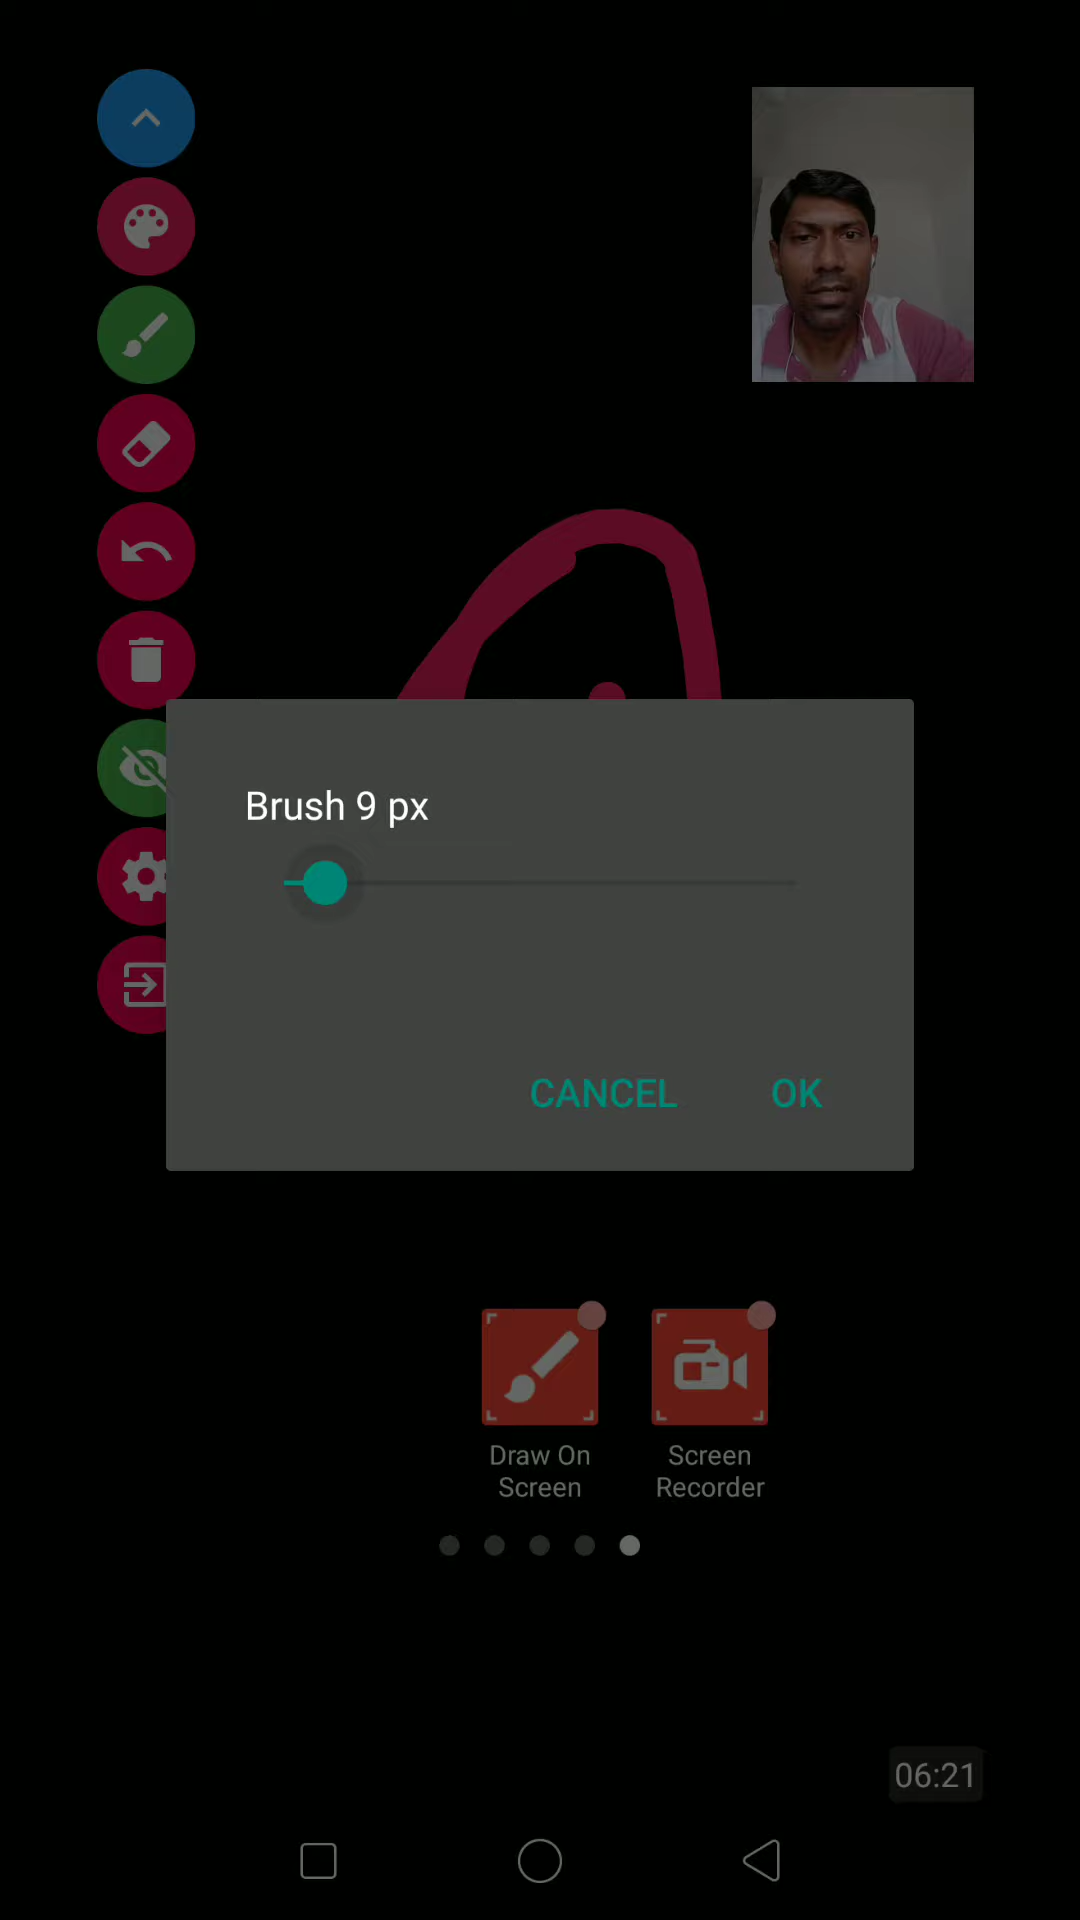 Brush 9 px
CANCEL OK
Draw On
Screen
Screen
Recorder
06:21